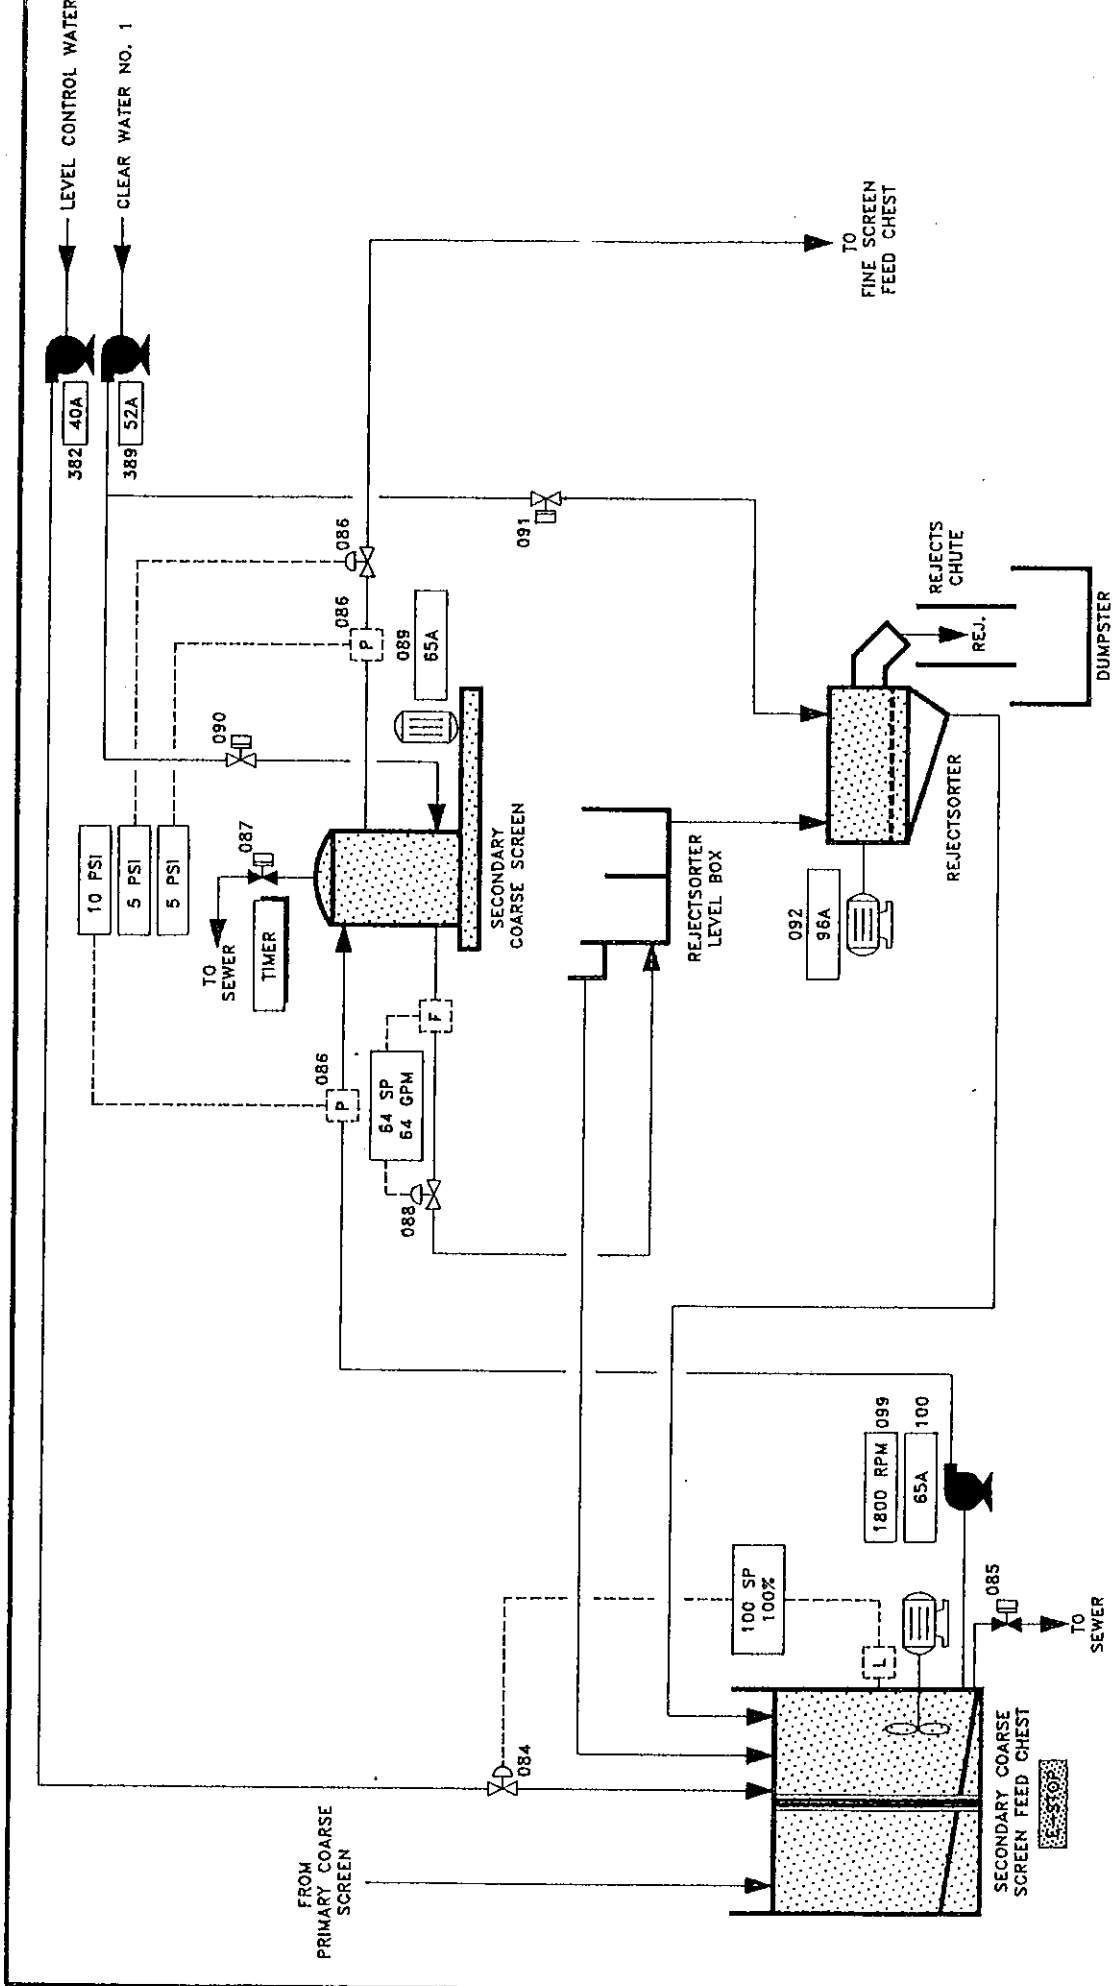 LEVEL CONTROL WATER
CLEAR WATER NO. 1
382 40A
389 52A
10 PSI
5 PSI
5 PSI
087
TO
SEWER
TIMER
090
086
086
089
65A
SECONDARY
COARSE SCREEN
086
P
P
64 SP
64 GPM
F
088
091
TO
FINE SCREEN
FEED CHEST
REJECTSORTER
LEVEL BOX
092
96A
REJECTSORTER
REJ.
REJECTS
CHUTE
DUMPSTER
FROM
PRIMARY COARSE
SCREEN
084
100 SP
100%
L
1800 RPM 099
65A 100
085
TO
SEWER
SECONDARY COARSE
SCREEN FEED CHEST
E-STOP